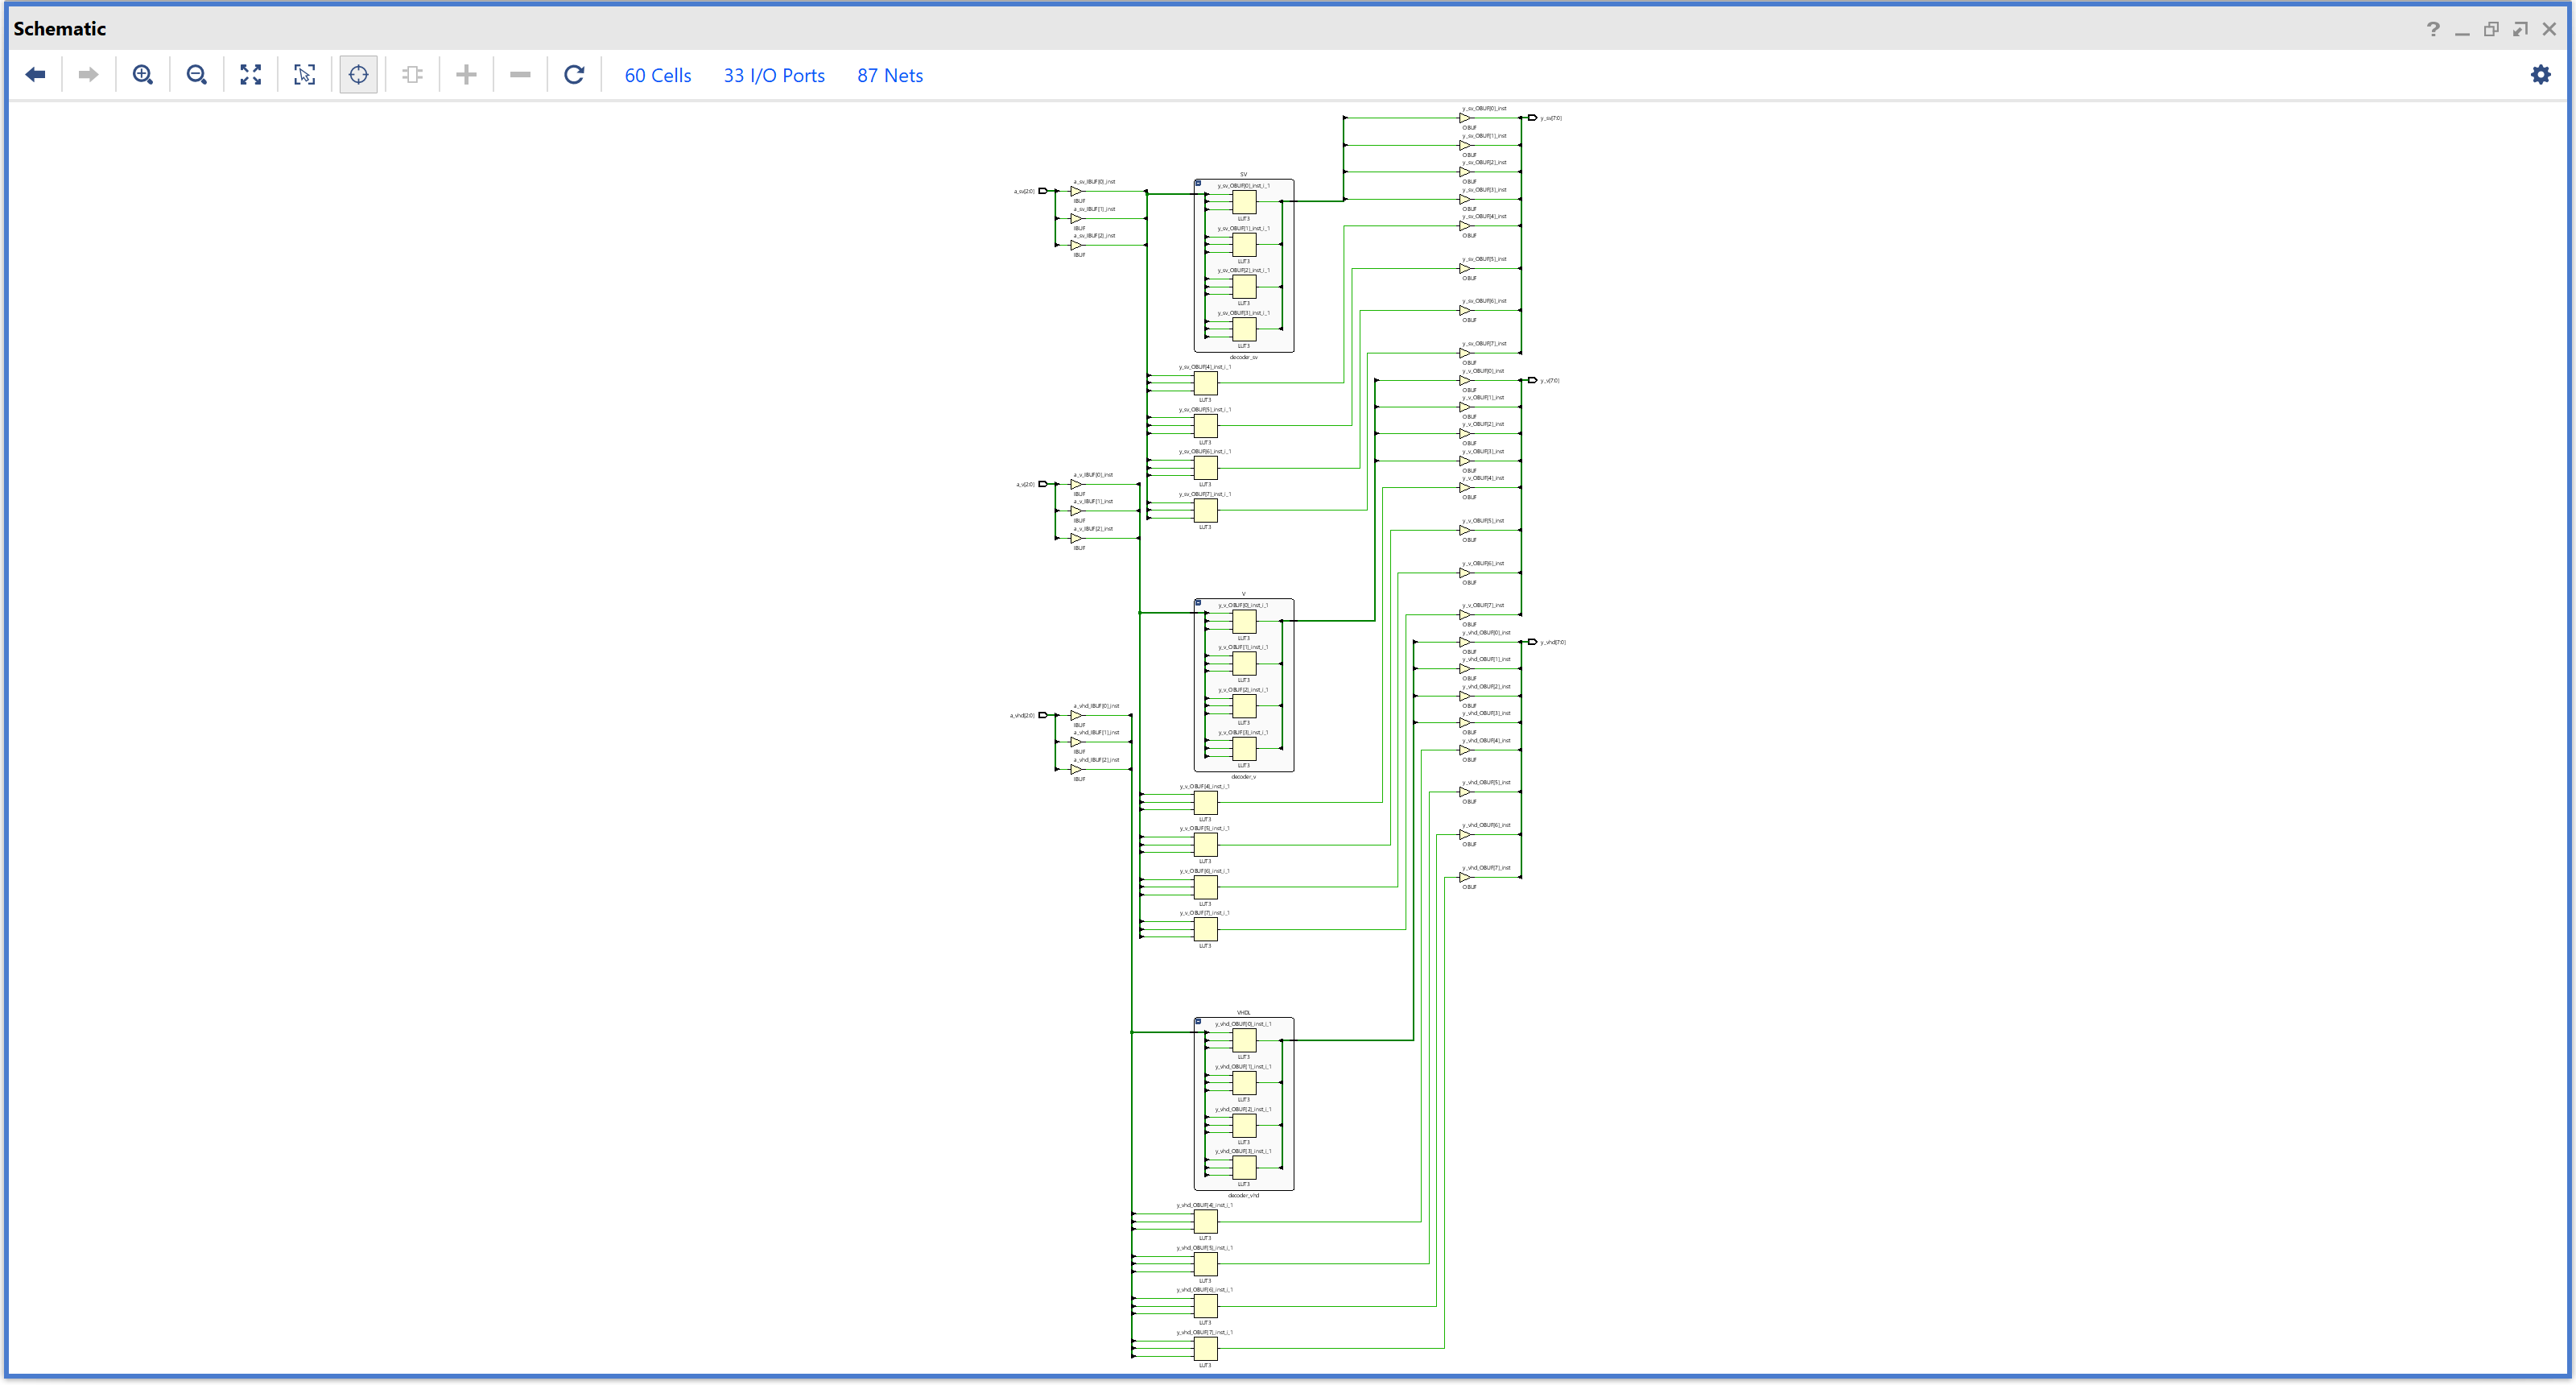 Schematic
60 Cells 33 I/O Ports 87 Nets
a_sv[2:0]
a_sv_IBUF[0]_inst
IBUF
a_sv_IBUF[1]_inst
IBUF
a_sv_IBUF[2]_inst
IBUF
SV
y_sv_OBUF[0]_inst_i_1
LUT3
y_sv_OBUF[1]_inst_i_1
LUT3
y_sv_OBUF[2]_inst_i_1
LUT3
y_sv_OBUF[3]_inst_i_1
LUT3
decoder_sv
y_sv_OBUF[4]_inst_i_1
LUT3
y_sv_OBUF[5]_inst_i_1
LUT3
y_sv_OBUF[6]_inst_i_1
LUT3
y_sv_OBUF[7]_inst_i_1
LUT3
y_sv_OBUF[0]_inst
OBUF
y_sv_OBUF[1]_inst
OBUF
y_sv_OBUF[2]_inst
OBUF
y_sv_OBUF[3]_inst
OBUF
y_sv_OBUF[4]_inst
OBUF
y_sv_OBUF[5]_inst
OBUF
y_sv_OBUF[6]_inst
OBUF
y_sv_OBUF[7]_inst
OBUF
y_sv[7:0]
a_v[2:0]
a_v_IBUF[0]_inst
IBUF
a_v_IBUF[1]_inst
IBUF
a_v_IBUF[2]_inst
IBUF
V
y_v_OBUF[0]_inst_i_1
LUT3
y_v_OBUF[1]_inst_i_1
LUT3
y_v_OBUF[2]_inst_i_1
LUT3
y_v_OBUF[3]_inst_i_1
LUT3
decoder_v
y_v_OBUF[4]_inst_i_1
LUT3
y_v_OBUF[5]_inst_i_1
LUT3
y_v_OBUF[6]_inst_i_1
LUT3
y_v_OBUF[7]_inst_i_1
LUT3
y_v_OBUF[0]_inst
OBUF
y_v_OBUF[1]_inst
OBUF
y_v_OBUF[2]_inst
OBUF
y_v_OBUF[3]_inst
OBUF
y_v_OBUF[4]_inst
OBUF
y_v_OBUF[5]_inst
OBUF
y_v_OBUF[6]_inst
OBUF
y_v_OBUF[7]_inst
OBUF
y_v[7:0]
a_vhd[2:0]
a_vhd_IBUF[0]_inst
IBUF
a_vhd_IBUF[1]_inst
IBUF
a_vhd_IBUF[2]_inst
IBUF
VHDL
y_vhd_OBUF[0]_inst_i_1
LUT3
y_vhd_OBUF[1]_inst_i_1
LUT3
y_vhd_OBUF[2]_inst_i_1
LUT3
y_vhd_OBUF[3]_inst_i_1
LUT3
decoder_vhd
y_vhd_OBUF[4]_inst_i_1
LUT3
y_vhd_OBUF[5]_inst_i_1
LUT3
y_vhd_OBUF[6]_inst_i_1
LUT3
y_vhd_OBUF[7]_inst_i_1
LUT3
y_vhd_OBUF[0]_inst
OBUF
y_vhd_OBUF[1]_inst
OBUF
y_vhd_OBUF[2]_inst
OBUF
y_vhd_OBUF[3]_inst
OBUF
y_vhd_OBUF[4]_inst
OBUF
y_vhd_OBUF[5]_inst
OBUF
y_vhd_OBUF[6]_inst
OBUF
y_vhd_OBUF[7]_inst
OBUF
y_vhd[7:0]